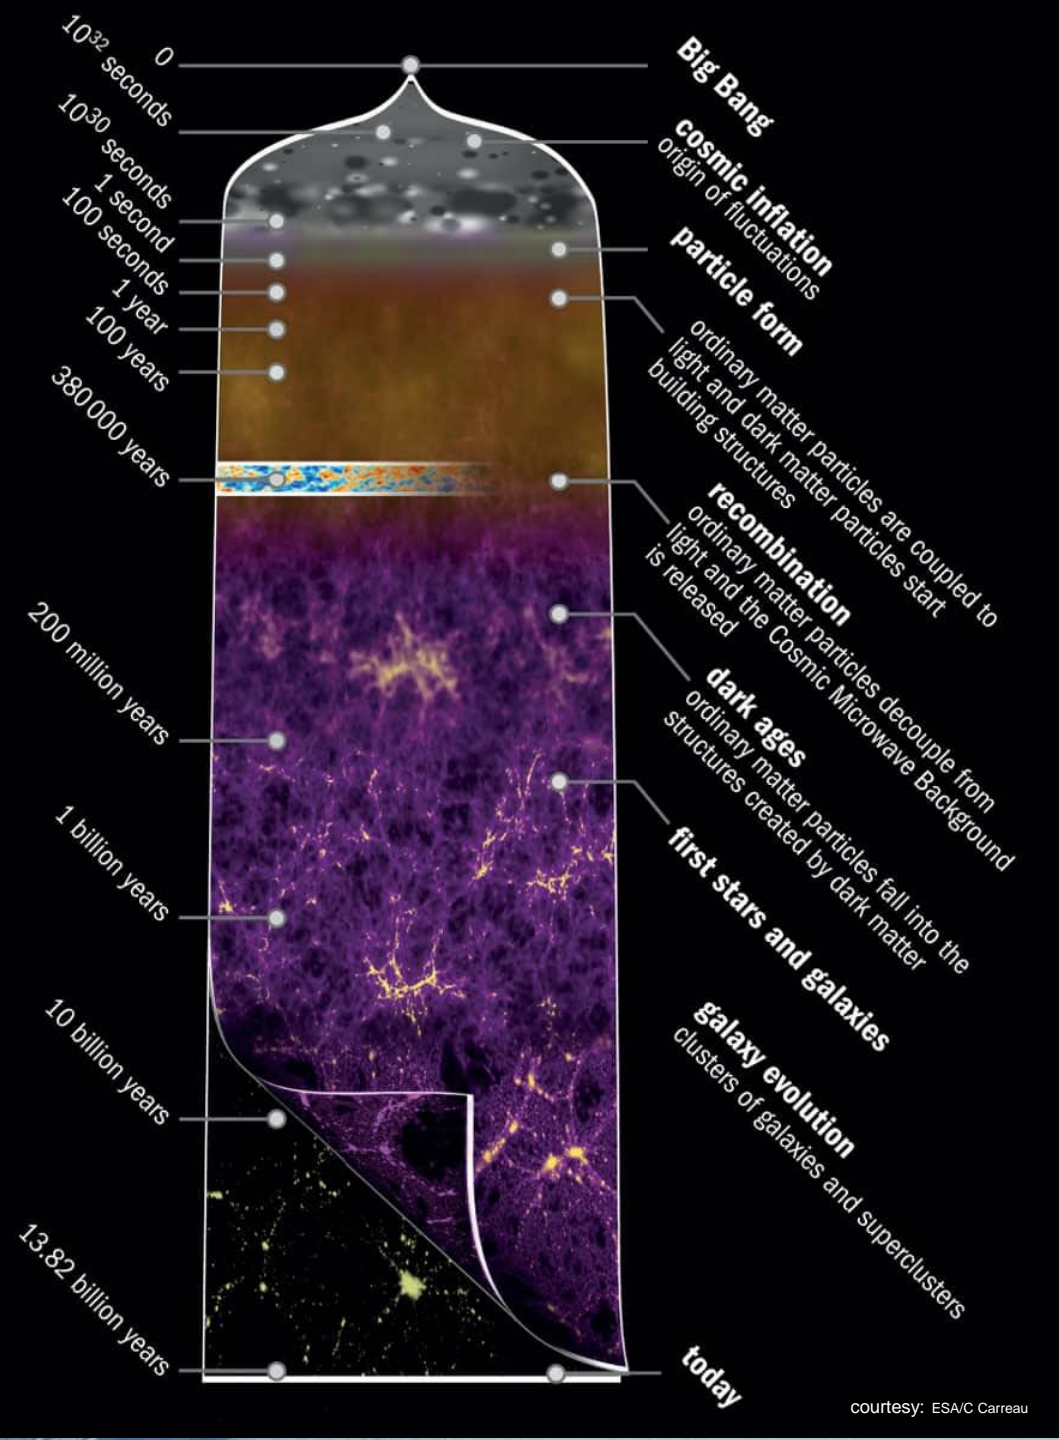 0
10³² seconds
10³⁰ seconds
1 second
100 seconds
1 year
100 years
380 000 years
200 million years
1 billion years
10 billion years
13.82 billion years
Big Bang
cosmic inflation
origin of fluctuations
particle form
ordinary matter particles are coupled to
light and dark matter particles start
building structures
recombination
ordinary matter particles decouple from
light and the Cosmic Microwave Background
is released
dark ages
ordinary matter particles fall into the
structures created by dark matter
first stars and galaxies
galaxy evolution
clusters of galaxies and superclusters
today
courtesy: ESA/C Carreau